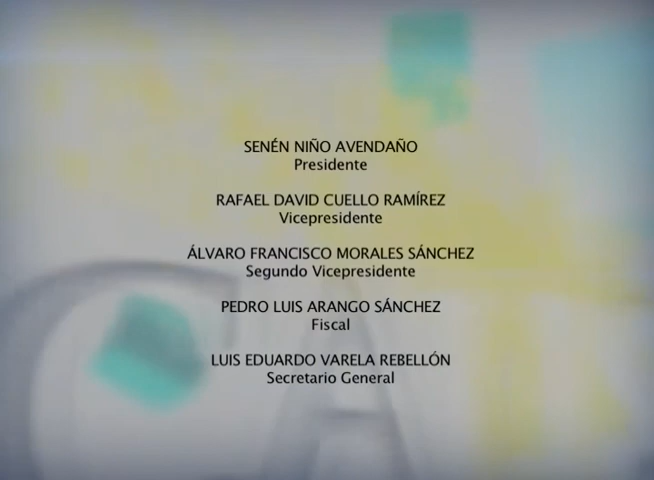 SENÉN NIÑO AVENDAÑO
Presidente
RAFAEL DAVID CUELLO RAMÍREZ
Vicepresidente
ÁLVARO FRANCISCO MORALES SÁNCHEZ
Segundo Vicepresidente
PEDRO LUIS ARANGO SÁNCHEZ
Fiscal
LUIS EDUARDO VARELA REBELLÓN
Secretario General